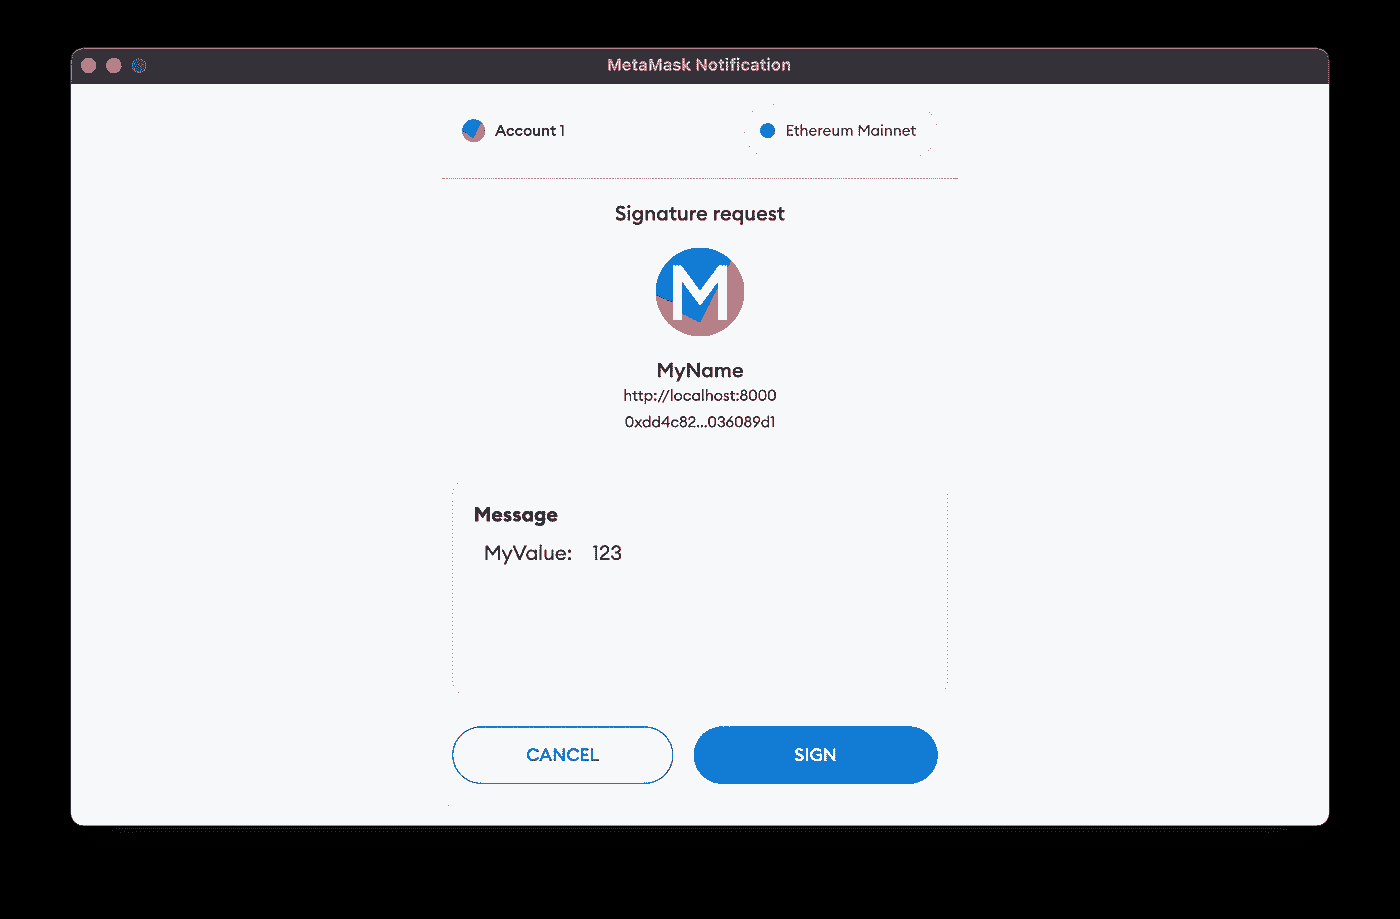 MetaMask Notification
Account 1
Ethereum Mainnet
Signature request
M
MyName
http://localhost:8000
0xdd4c82...036089d1
Message
MyValue: 123
CANCEL
SIGN